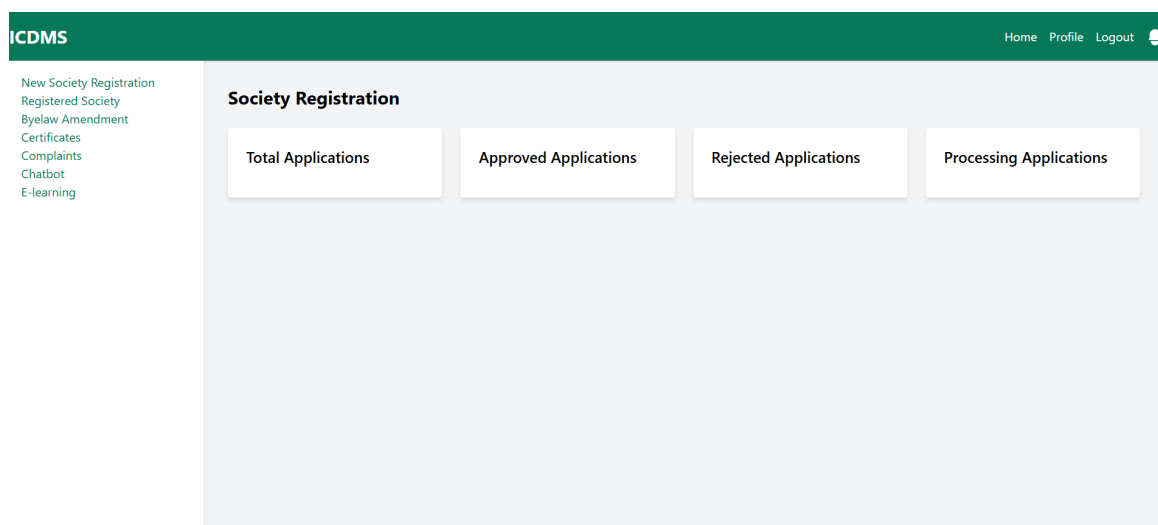 ICDMS
Home Profile Logout
New Society Registration
Registered Society
Byelaw Amendment
Certificates
Complaints
Chatbot
E-learning
Society Registration
Total Applications
Approved Applications
Rejected Applications
Processing Applications